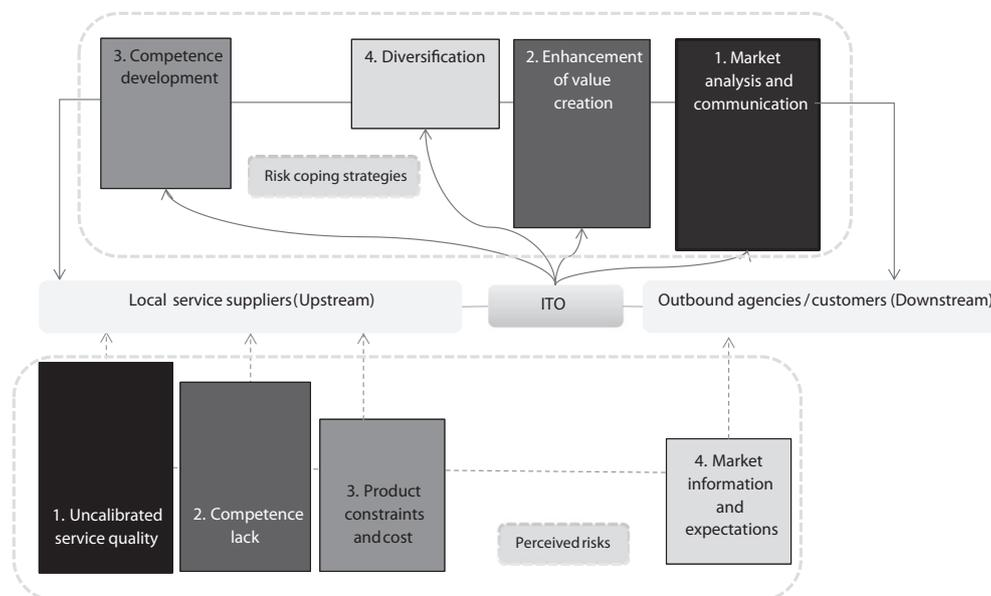 3. Competence
development
4. Diversification
2. Enhancement
of value
creation
1. Market
analysis and
communication
Risk coping strategies
Local service suppliers (Upstream)
ITO
Outbound agencies / customers (Downstream)
1. Uncalibrated
service quality
2. Competence
lack
3. Product
constraints
and cost
4. Market
information
and
expectations
Perceived risks